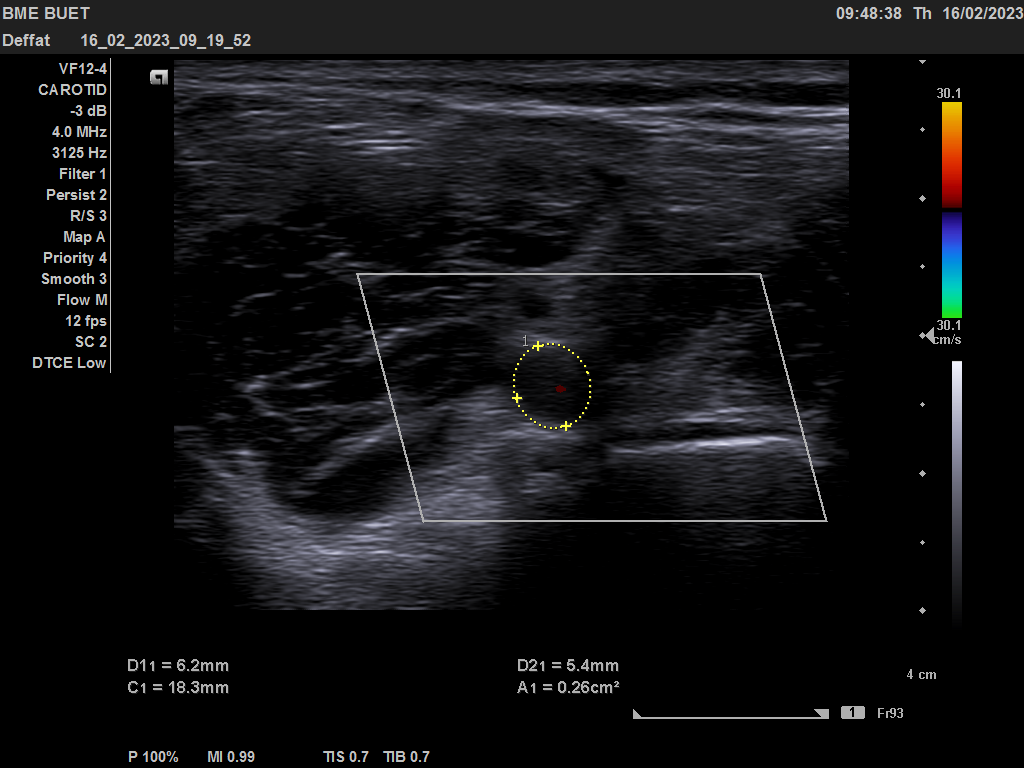 BME BUET 09:48:38 Th 16/02/2023
Deffat 16_02_2023_09_19_52
VF12-4
CAROTID
-3 dB
4.0 MHz
3125 Hz
Filter 1
Persist 2
R/S 3
Map A
Priority 4
Smooth 3
Flow M
12 fps
SC 2
DTCE Low
30.1
30.1
cm/s
1
D11 = 6.2mm D21 = 5.4mm
C1 = 18.3mm A1 = 0.26cm²
4 cm
1 Fr93
P 100% MI 0.99 TIS 0.7 TIB 0.7